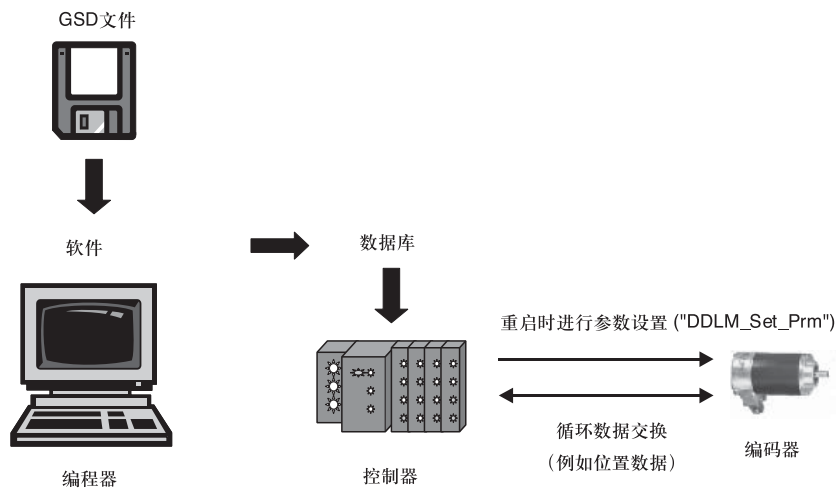 GSD文件
软件
数据库
重启时进行参数设置 ("DDLM_Set_Prm")
循环数据交换
（例如位置数据）
编码器
控制器
编程器